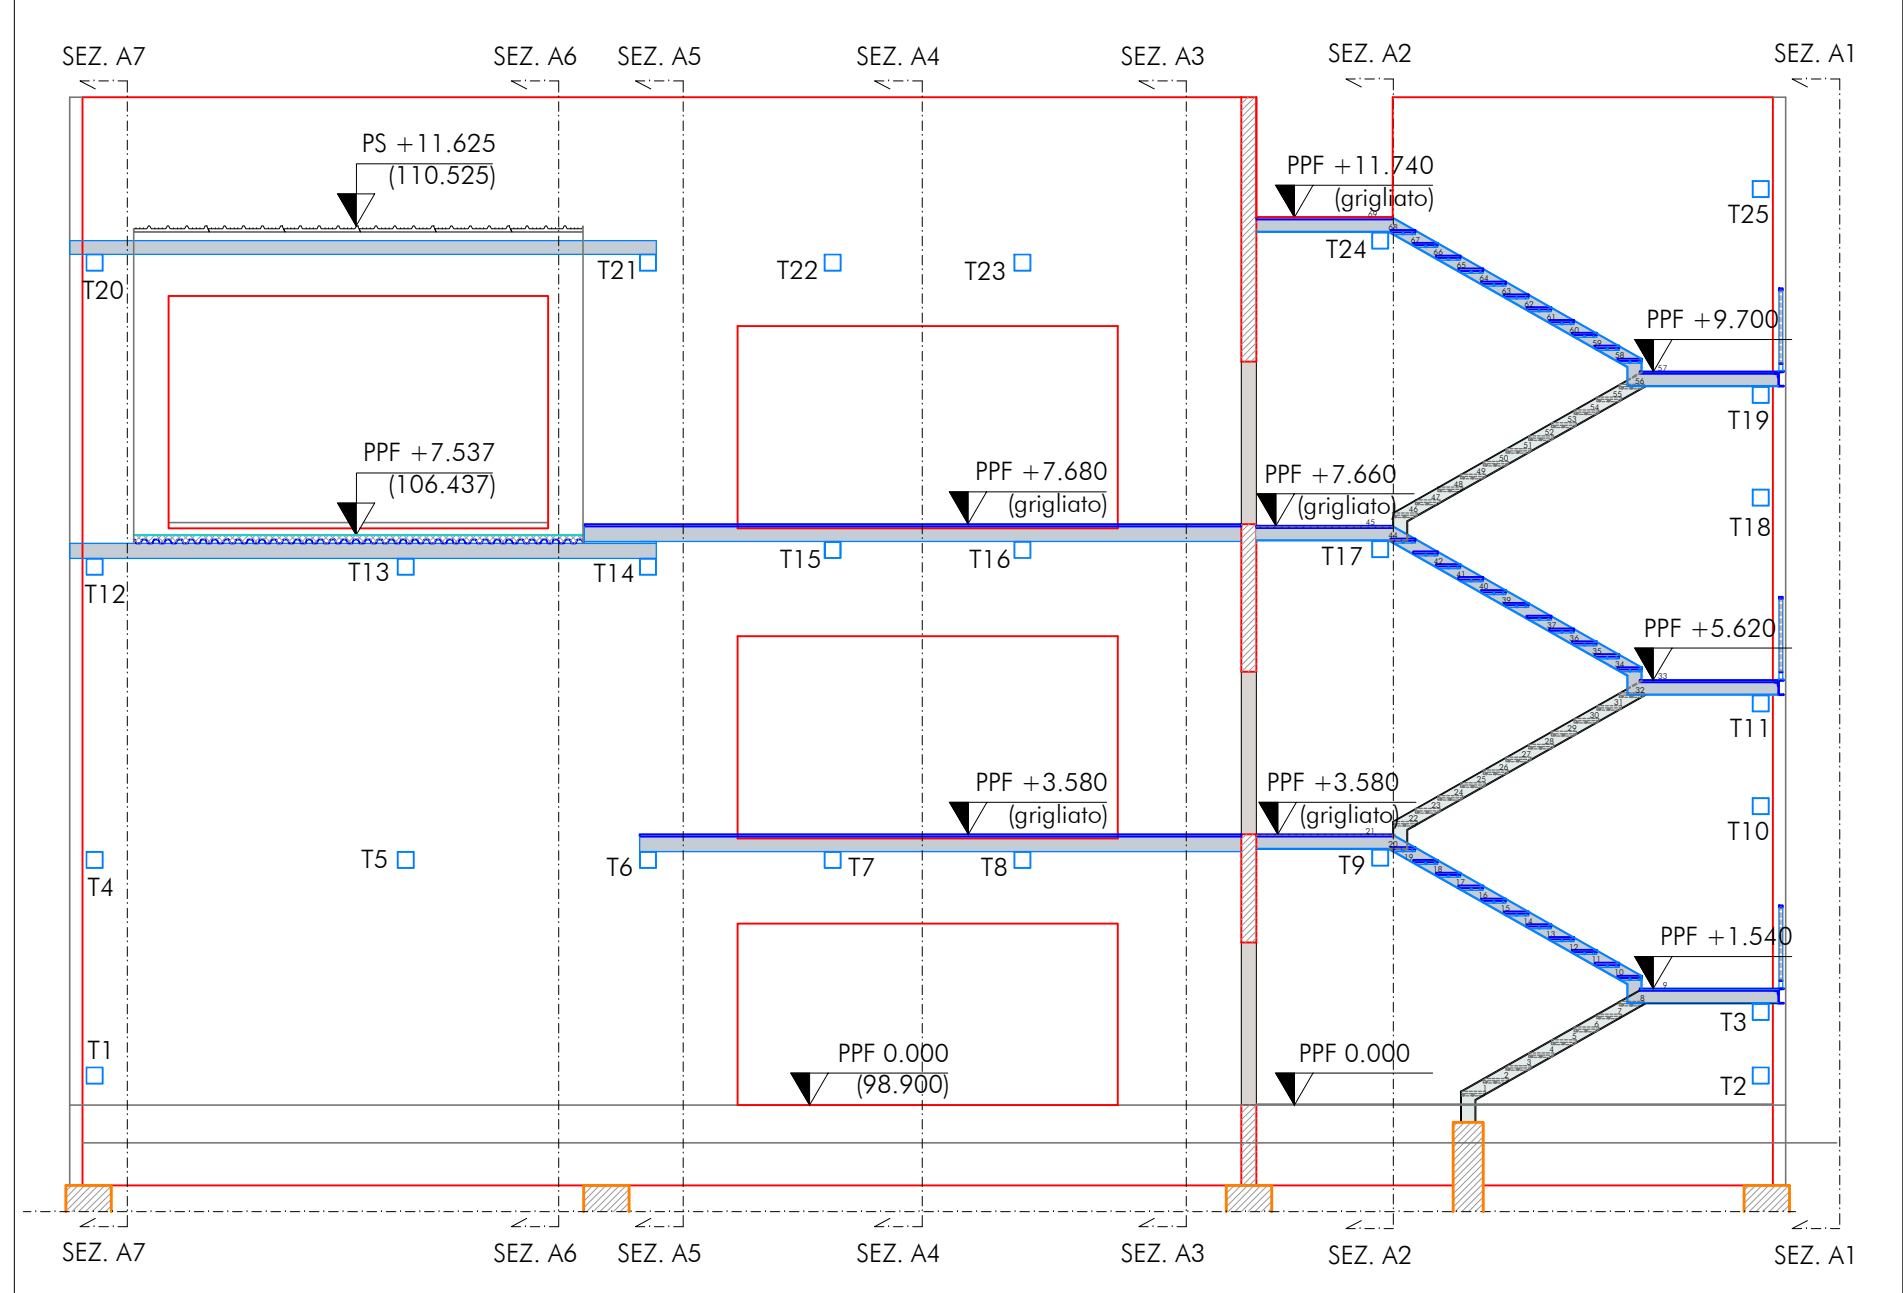 SEZ. A7
SEZ. A6
SEZ. A5
SEZ. A4
SEZ. A3
SEZ. A2
SEZ. A1
PS +11.625
(110.525)
PPF +11.740
(grigliato)
T25
T24
T20
T21
T22
T23
PPF +9.700
T19
PPF +7.537
(106.437)
PPF +7.680
(grigliato)
PPF +7.660
(grigliato)
T18
T12
T13
T14
T15
T16
T17
PPF +5.620
T11
PPF +3.580
(grigliato)
PPF +3.580
(grigliato)
T10
T4
T5
T6
T7
T8
T9
PPF +1.540
T3
T1
PPF 0.000
(98.900)
PPF 0.000
T2
SEZ. A7
SEZ. A6
SEZ. A5
SEZ. A4
SEZ. A3
SEZ. A2
SEZ. A1